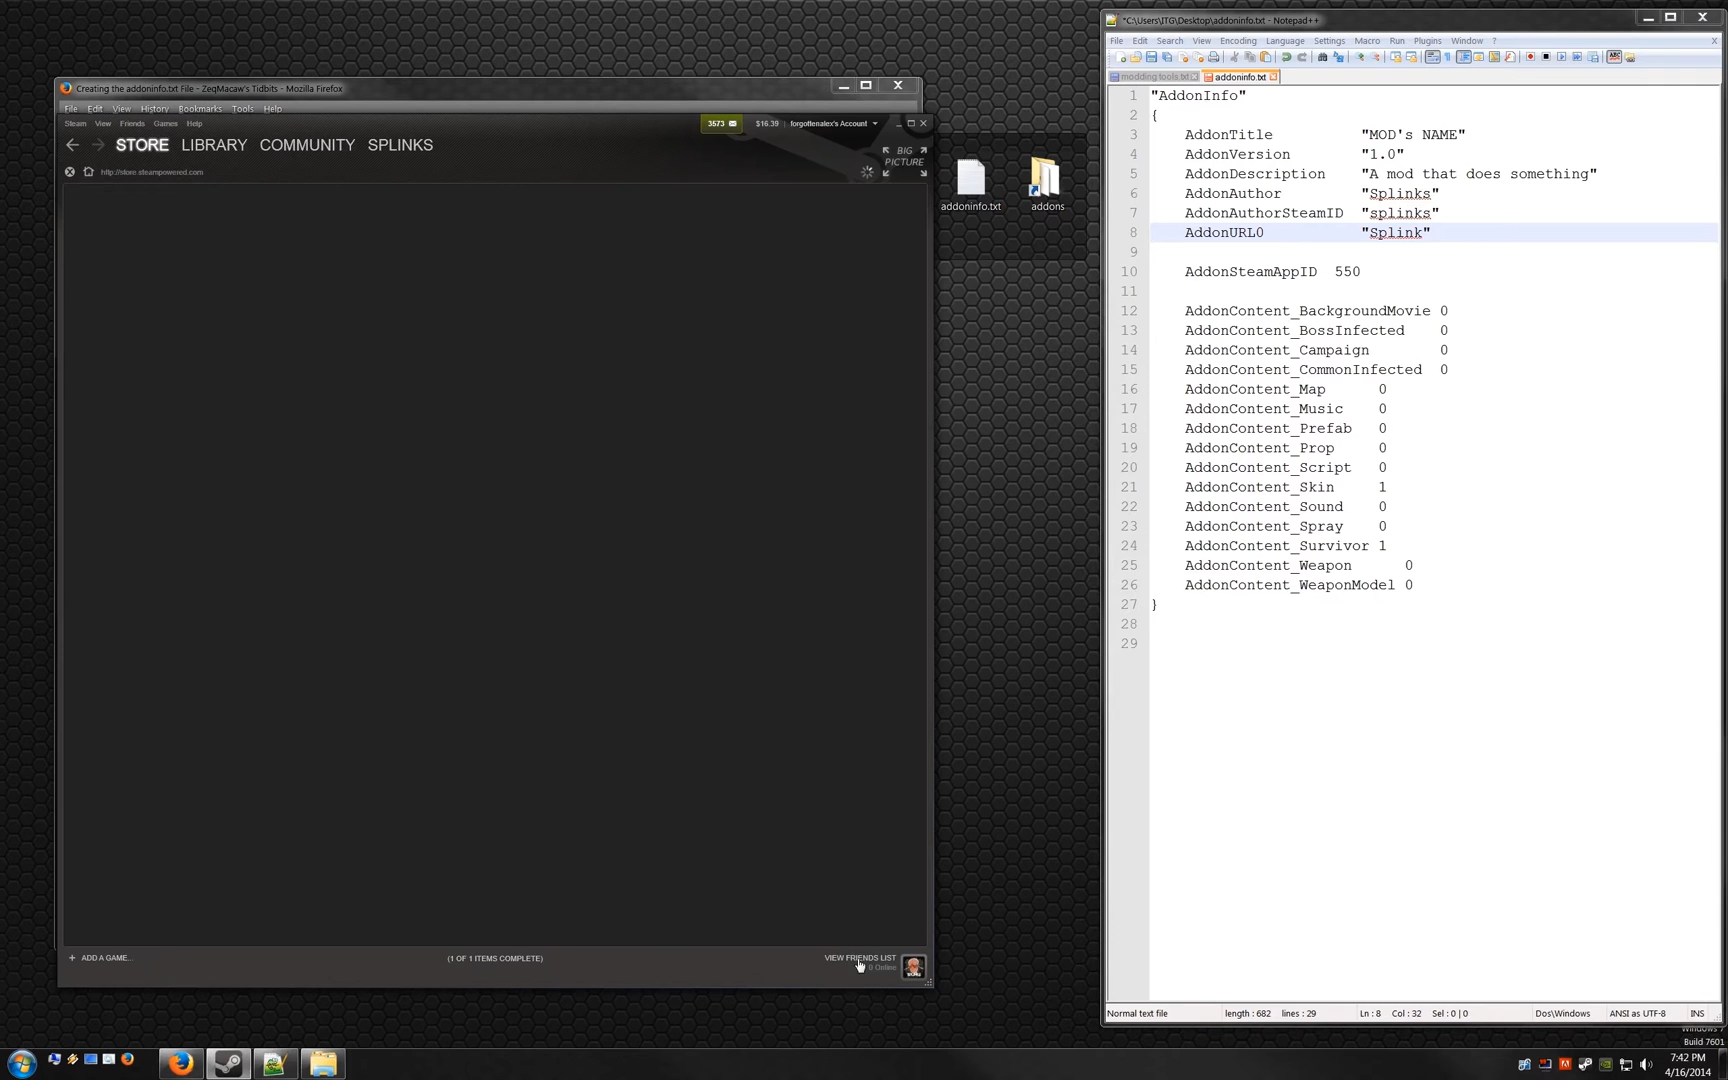 Creating the addoninfo.txt File - ZeqMacaw's Tidbits - Mozilla Firefox
File Edit View History Bookmarks Tools Help
Steam View Friends Games Help
3573 $16.39 forgottenalex's Account
STORE LIBRARY COMMUNITY SPLINKS
BIG
PICTURE
http://store.steampowered.com
+ ADD A GAME...
(1 OF 1 ITEMS COMPLETE)
VIEW FRIENDS LIST
0 Online
addoninfo.txt
addons
*C:\Users\ITG\Desktop\addoninfo.txt - Notepad++
File Edit Search View Encoding Language Settings Macro Run Plugins Window ? X
modding tools.txt addoninfo.txt
1 "AddonInfo"
2 {
3 AddonTitle "MOD's NAME"
4 AddonVersion "1.0"
5 AddonDescription "A mod that does something"
6 AddonAuthor "Splinks"
7 AddonAuthorSteamID "splinks"
8 AddonURL0 "Splink"
9
10 AddonSteamAppID 550
11
12 AddonContent_BackgroundMovie 0
13 AddonContent_BossInfected 0
14 AddonContent_Campaign 0
15 AddonContent_CommonInfected 0
16 AddonContent_Map 0
17 AddonContent_Music 0
18 AddonContent_Prefab 0
19 AddonContent_Prop 0
20 AddonContent_Script 0
21 AddonContent_Skin 1
22 AddonContent_Sound 0
23 AddonContent_Spray 0
24 AddonContent_Survivor 1
25 AddonContent_Weapon 0
26 AddonContent_WeaponModel 0
27 }
28
29
Normal text file length : 682 lines : 29 Ln : 8 Col : 32 Sel : 0 | 0 Dos\Windows ANSI as UTF-8 INS
Windows 7
Build 7601
7:42 PM
4/16/2014